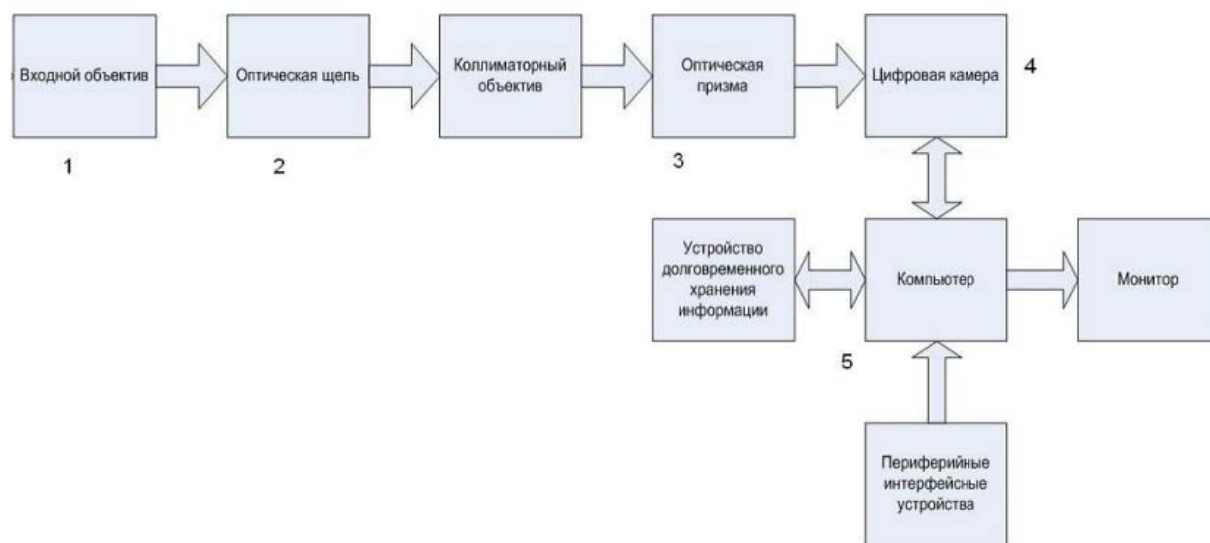 Входной объектив
Оптическая щель
Коллиматорный
объектив
Оптическая
призма
Цифровая камера
4
1
2
3
Устройство
долговременного
хранения
информации
Компьютер
Монитор
5
Периферийные
интерфейсные
устройства